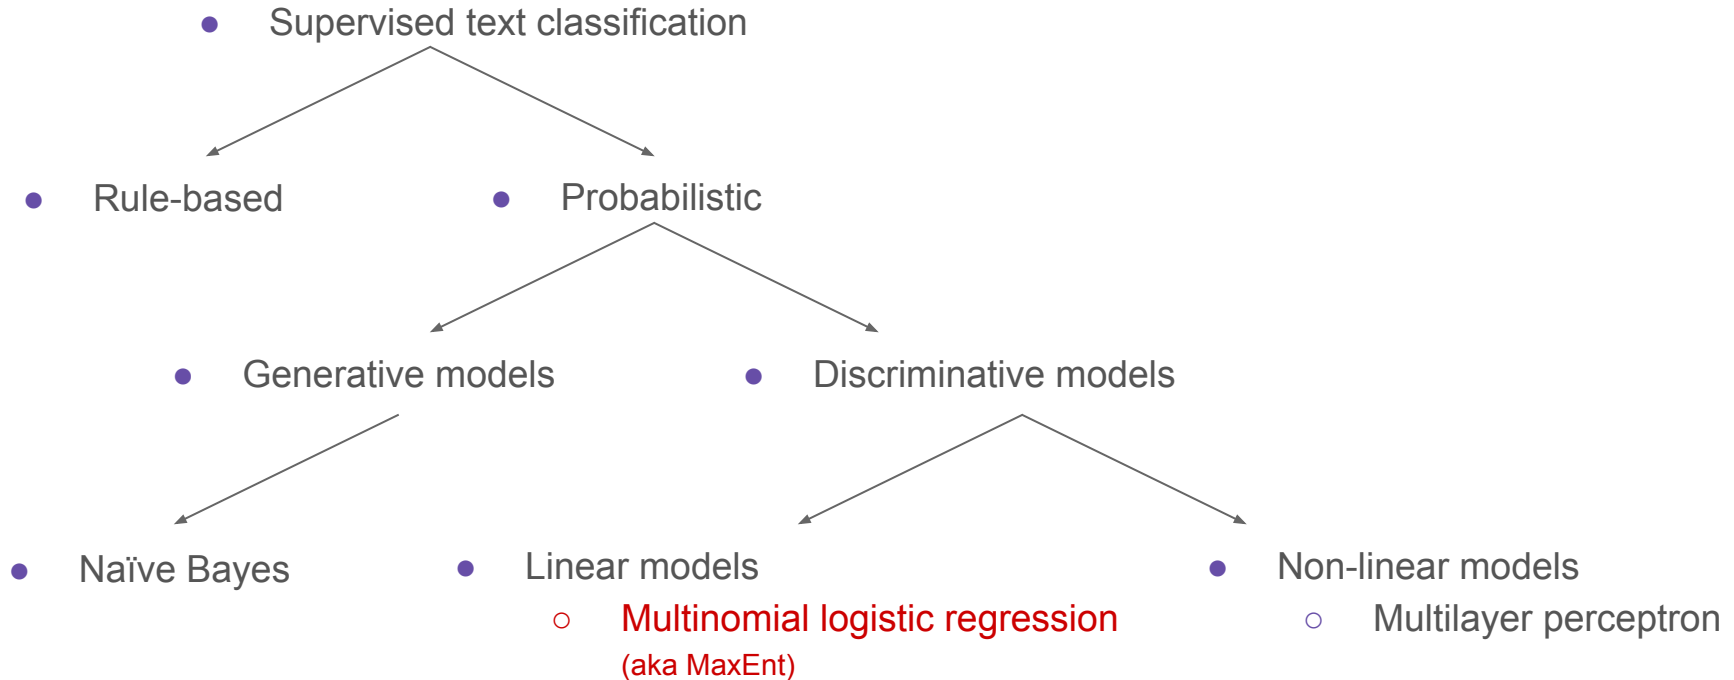 Supervised text classification
Rule-based
Probabilistic
Generative models
Discriminative models
Naïve Bayes
Linear models
Multinomial logistic regression
(aka MaxEnt)
Non-linear models
Multilayer perceptron